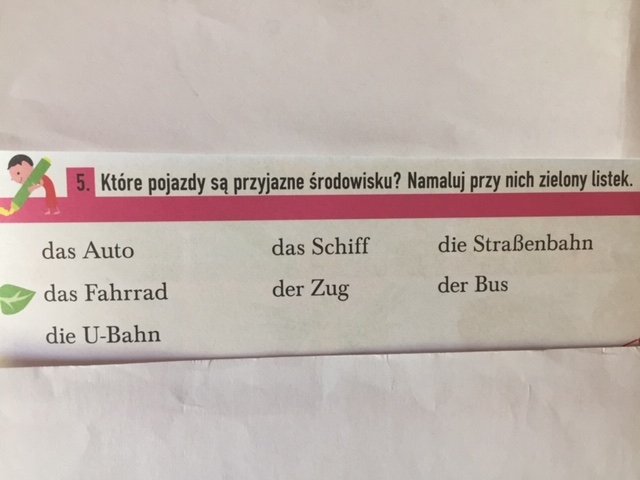 5. Które pojazdy są przyjazne środowisku? Namaluj przy nich zielony listek.
das Auto das Schiff die Straßenbahn
das Fahrrad der Zug der Bus
die U-Bahn